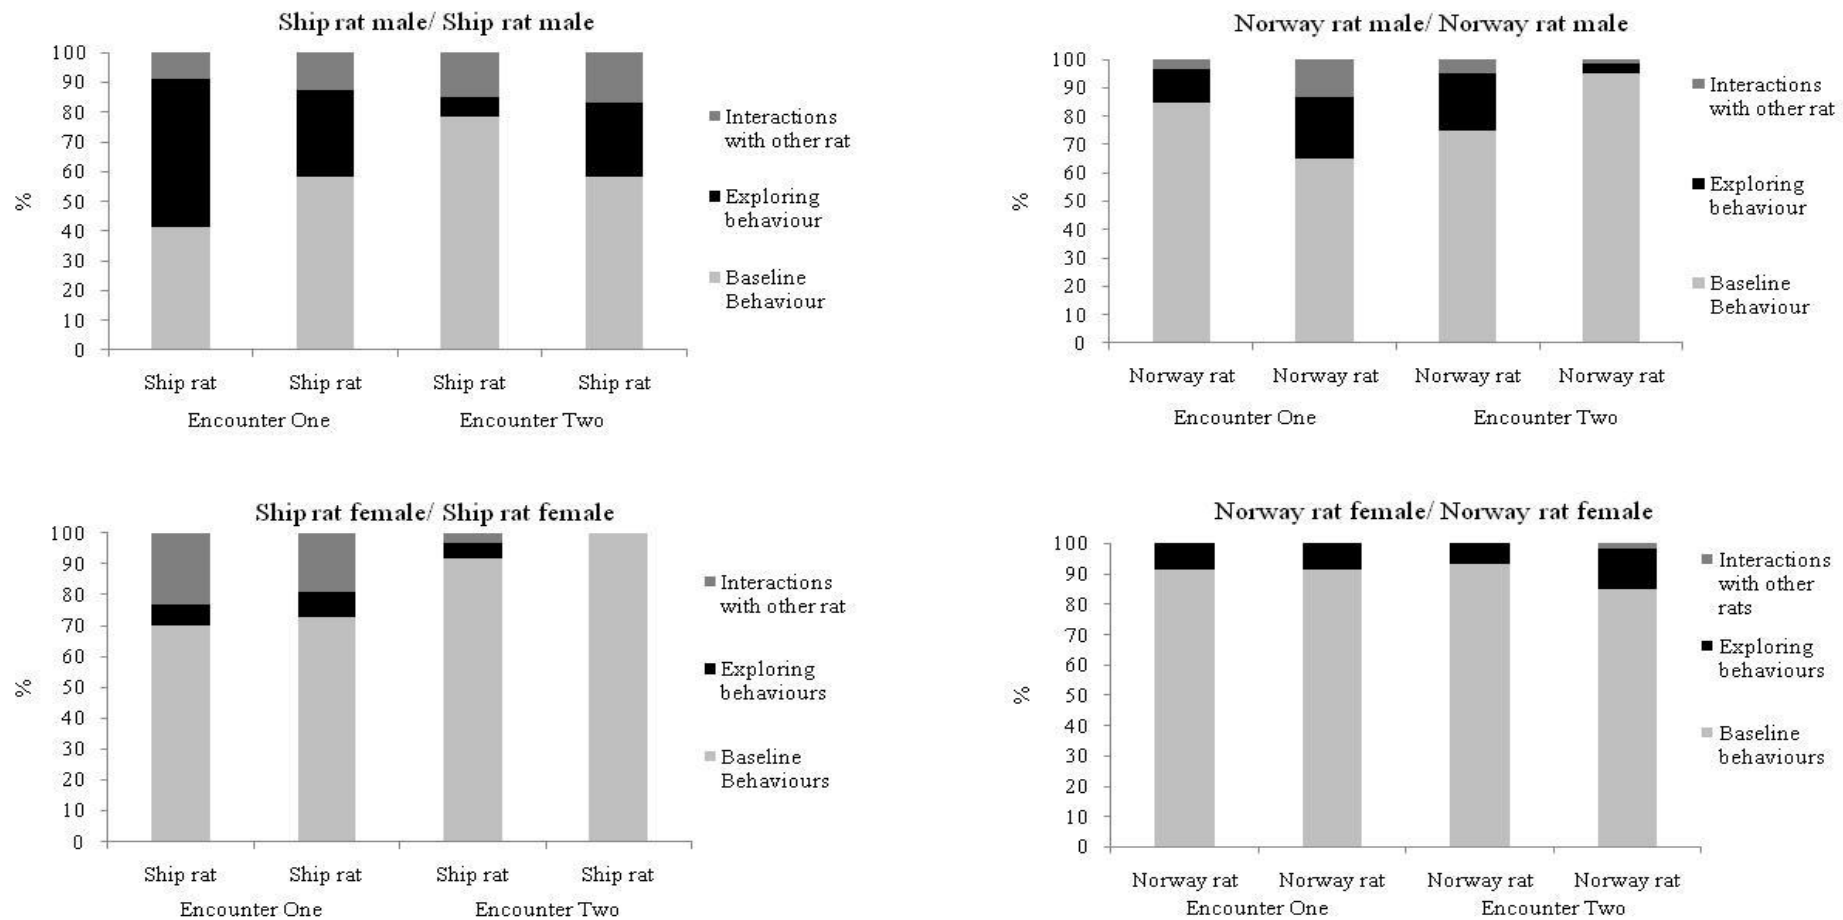 Ship rat male/ Ship rat male
100
90
80
70
60
50
40
30
20
10
0
%
Ship rat Ship rat Ship rat Ship rat
Encounter One Encounter Two
Interactions
with other rat
Exploring
behaviour
Baseline
Behaviour
Norway rat male/ Norway rat male
100
90
80
70
60
50
40
30
20
10
0
%
Norway rat Norway rat Norway rat Norway rat
Encounter One Encounter Two
Interactions
with other rat
Exploring
behaviour
Baseline
Behaviour
Ship rat female/ Ship rat female
100
90
80
70
60
50
40
30
20
10
0
%
Ship rat Ship rat Ship rat Ship rat
Encounter One Encounter Two
Interactions
with other rat
Exploring
behaviours
Baseline
Behaviours
Norway rat female/ Norway rat female
100
90
80
70
60
50
40
30
20
10
0
%
Norway rat Norway rat Norway rat Norway rat
Encounter One Encounter Two
Interactions
with other
rats
Exploring
behaviours
Baseline
behaviours